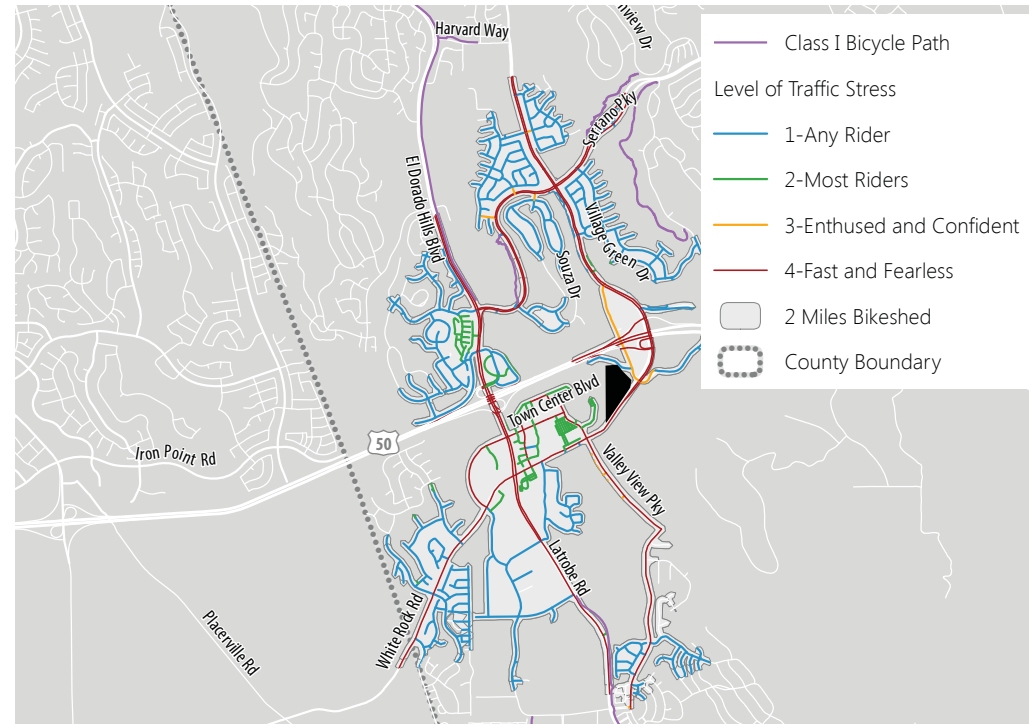 Harvard Way
nview Dr
Serrano Pky
El Dorado Hills Blvd
Village Green Dr
Souza Dr
Town Center Blvd
50
Iron Point Rd
Valley View Pky
Latrobe Rd
White Rock Rd
Placerville Rd
Class I Bicycle Path
Level of Traffic Stress
1-Any Rider
2-Most Riders
3-Enthused and Confident
4-Fast and Fearless
2 Miles Bikeshed
County Boundary